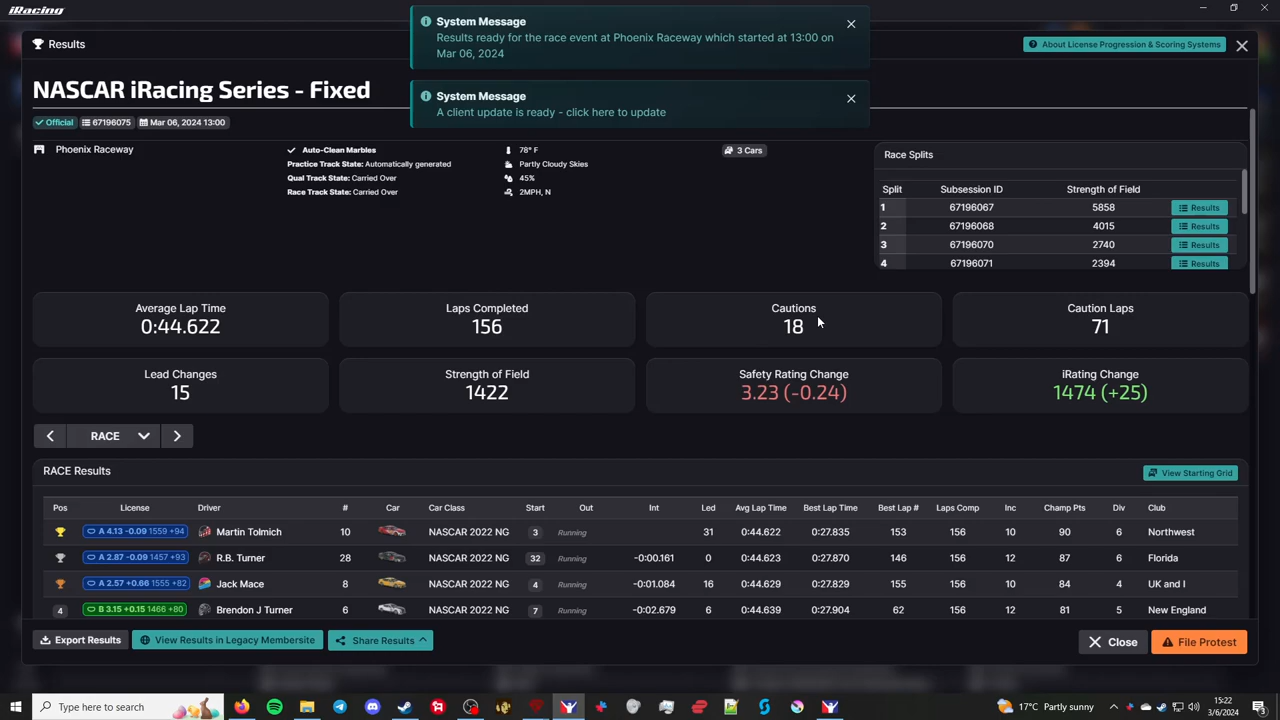 iRacing
System Message
Results ready for the race event at Phoenix Raceway which started at 13:00 on
Mar 06, 2024
System Message
A client update is ready - click here to update
Results
About License Progression & Scoring Systems
NASCAR iRacing Series - Fixed
Official 67196075 Mar 06, 2024 13:00
Phoenix Raceway
Auto-Clean Marbles
Practice Track State: Automatically generated
Qual Track State: Carried Over
Race Track State: Carried Over
78° F
Partly Cloudy Skies
45%
2MPH, N
3 Cars
Race Splits
Split Subsession ID Strength of Field
1 67196067 5858 Results
2 67196068 4015 Results
3 67196070 2740 Results
4 67196071 2394 Results
Average Lap Time
0:44.622
Laps Completed
156
Cautions
18
Caution Laps
71
Lead Changes
15
Strength of Field
1422
Safety Rating Change
3.23 (-0.24)
iRating Change
1474 (+25)
RACE
RACE Results
View Starting Grid
Pos License Driver # Car Car Class Start Out Int Led Avg Lap Time Best Lap Time Best Lap # Laps Comp Inc Champ Pts Div Club
A 4.13 -0.09 1559 +94 Martin Tolmich 10 NASCAR 2022 NG 3 Running 31 0:44.622 0:27.835 153 156 10 90 6 Northwest
A 2.87 -0.09 1457 +93 R.B. Turner 28 NASCAR 2022 NG 32 Running -0:00.161 0 0:44.623 0:27.870 146 156 12 87 6 Florida
A 2.57 +0.66 1555 +82 Jack Mace 8 NASCAR 2022 NG 4 Running -0:01.084 16 0:44.629 0:27.829 155 156 10 84 4 UK and I
4 B 3.15 +0.15 1466 +80 Brendon J Turner 6 NASCAR 2022 NG 7 Running -0:02.679 6 0:44.639 0:27.904 62 156 12 81 5 New England
Export Results
View Results in Legacy Membersite
Share Results
Close
File Protest
Type here to search
17°C Partly sunny
15:22
3/6/2024